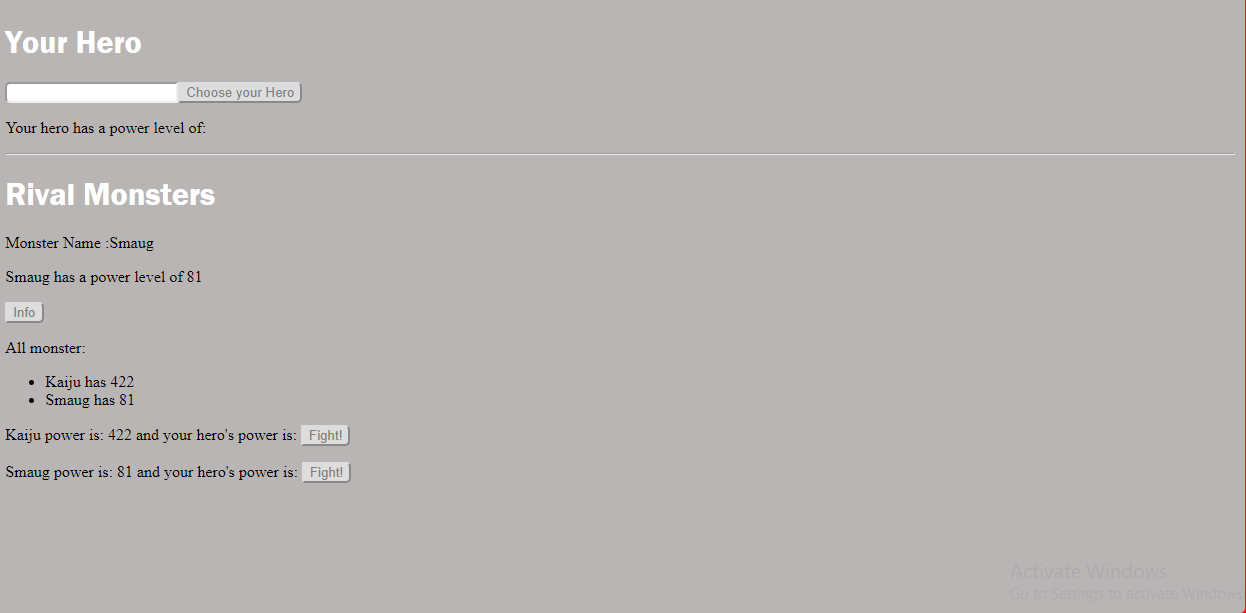 Your Hero
Choose your Hero
Your hero has a power level of:
Rival Monsters
Monster Name :Smaug
Smaug has a power level of 81
Info
All monster:
Kaiju has 422
Smaug has 81
Kaiju power is: 422 and your hero's power is: Fight!
Smaug power is: 81 and your hero's power is: Fight!
Activate Windows
Go to Settings to activate Windows